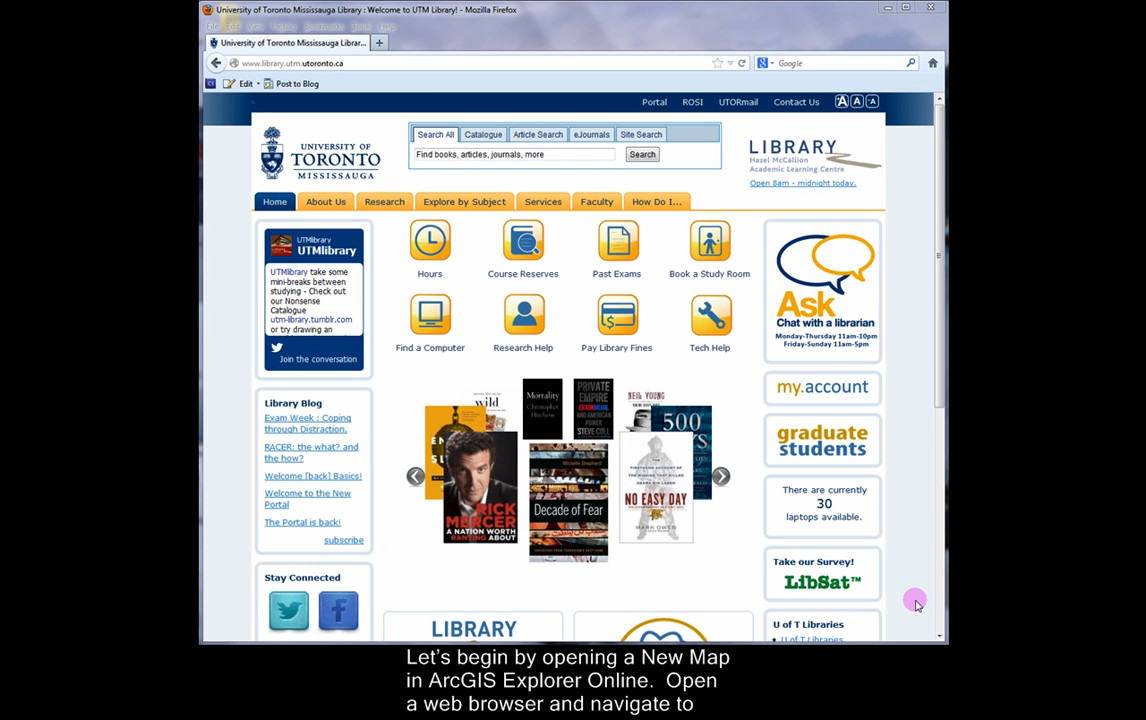 University of Toronto Mississauga Library : Welcome to UTM Library! - Mozilla Firefox
File Edit View History Bookmarks Tools Help
University of Toronto Mississauga Librar...
www.library.utm.utoronto.ca
Google
Edit
Post to Blog
Portal ROSI UTORmail Contact Us A A A
UNIVERSITY OF
TORONTO
MISSISSAUGA
Search All Catalogue Article Search eJournals Site Search
Find books, articles, journals, more Search
LIBRARY
Hazel McCallion
Academic Learning Centre
Open 8am - midnight today.
Home About Us Research Explore by Subject Services Faculty How Do I...
UTMlibrary
UTMlibrary
UTMlibrary take some
mini-breaks between
studying - Check out
our Nonsense
Catalogue
utm-library.tumblr.com
or try drawing an
Join the conversation
Hours Course Reserves Past Exams Book a Study Room
Find a Computer Research Help Pay Library Fines Tech Help
Ask
Chat with a librarian
Monday-Thursday 11am-10pm
Friday-Sunday 11am-5pm
my.account
graduate
students
There are currently
30
laptops available.
Take our Survey!
LibSat™
U of T Libraries
U of T Libraries
Library Blog
Exam Week : Coping
through Distraction.
RACER: the what? and
the how?
Welcome [back] Basics!
Welcome to the New
Portal
The Portal is back!
subscribe
Stay Connected
wild
Mortality
Christopher
Hitchens
PRIVATE
EMPIRE
EXXONMOBIL
AND AMERICAN
POWER
STEVE COLL
NEIL YOUNG
500
RICK
MERCER
A NATION WORTH
RANTING ABOUT
Michelle Shephard
Decade of Fear
NO EASY DAY
MARK OWEN
LIBRARY
Let's begin by opening a New Map
in ArcGIS Explorer Online. Open
a web browser and navigate to